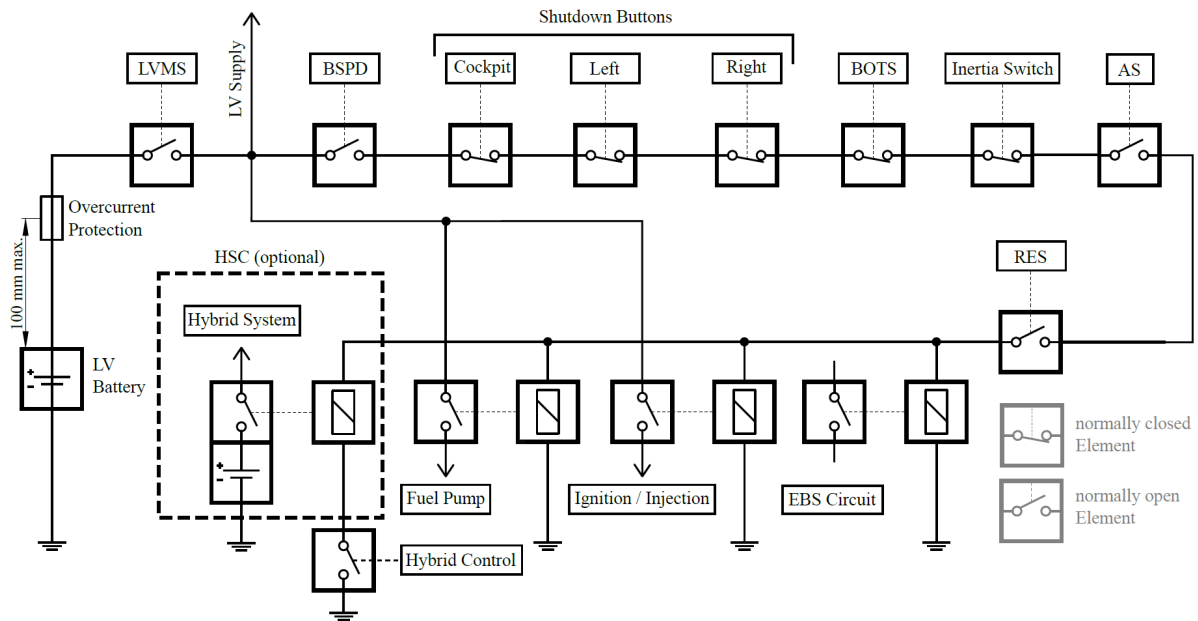 Shutdown Buttons
LVMS
LV Supply
BSPD
Cockpit
Left
Right
BOTS
Inertia Switch
AS
Overcurrent
Protection
100 mm max.
HSC (optional)
RES
Hybrid System
+
-
LV
Battery
+
-
normally closed
Element
normally open
Element
Fuel Pump
Ignition / Injection
EBS Circuit
Hybrid Control